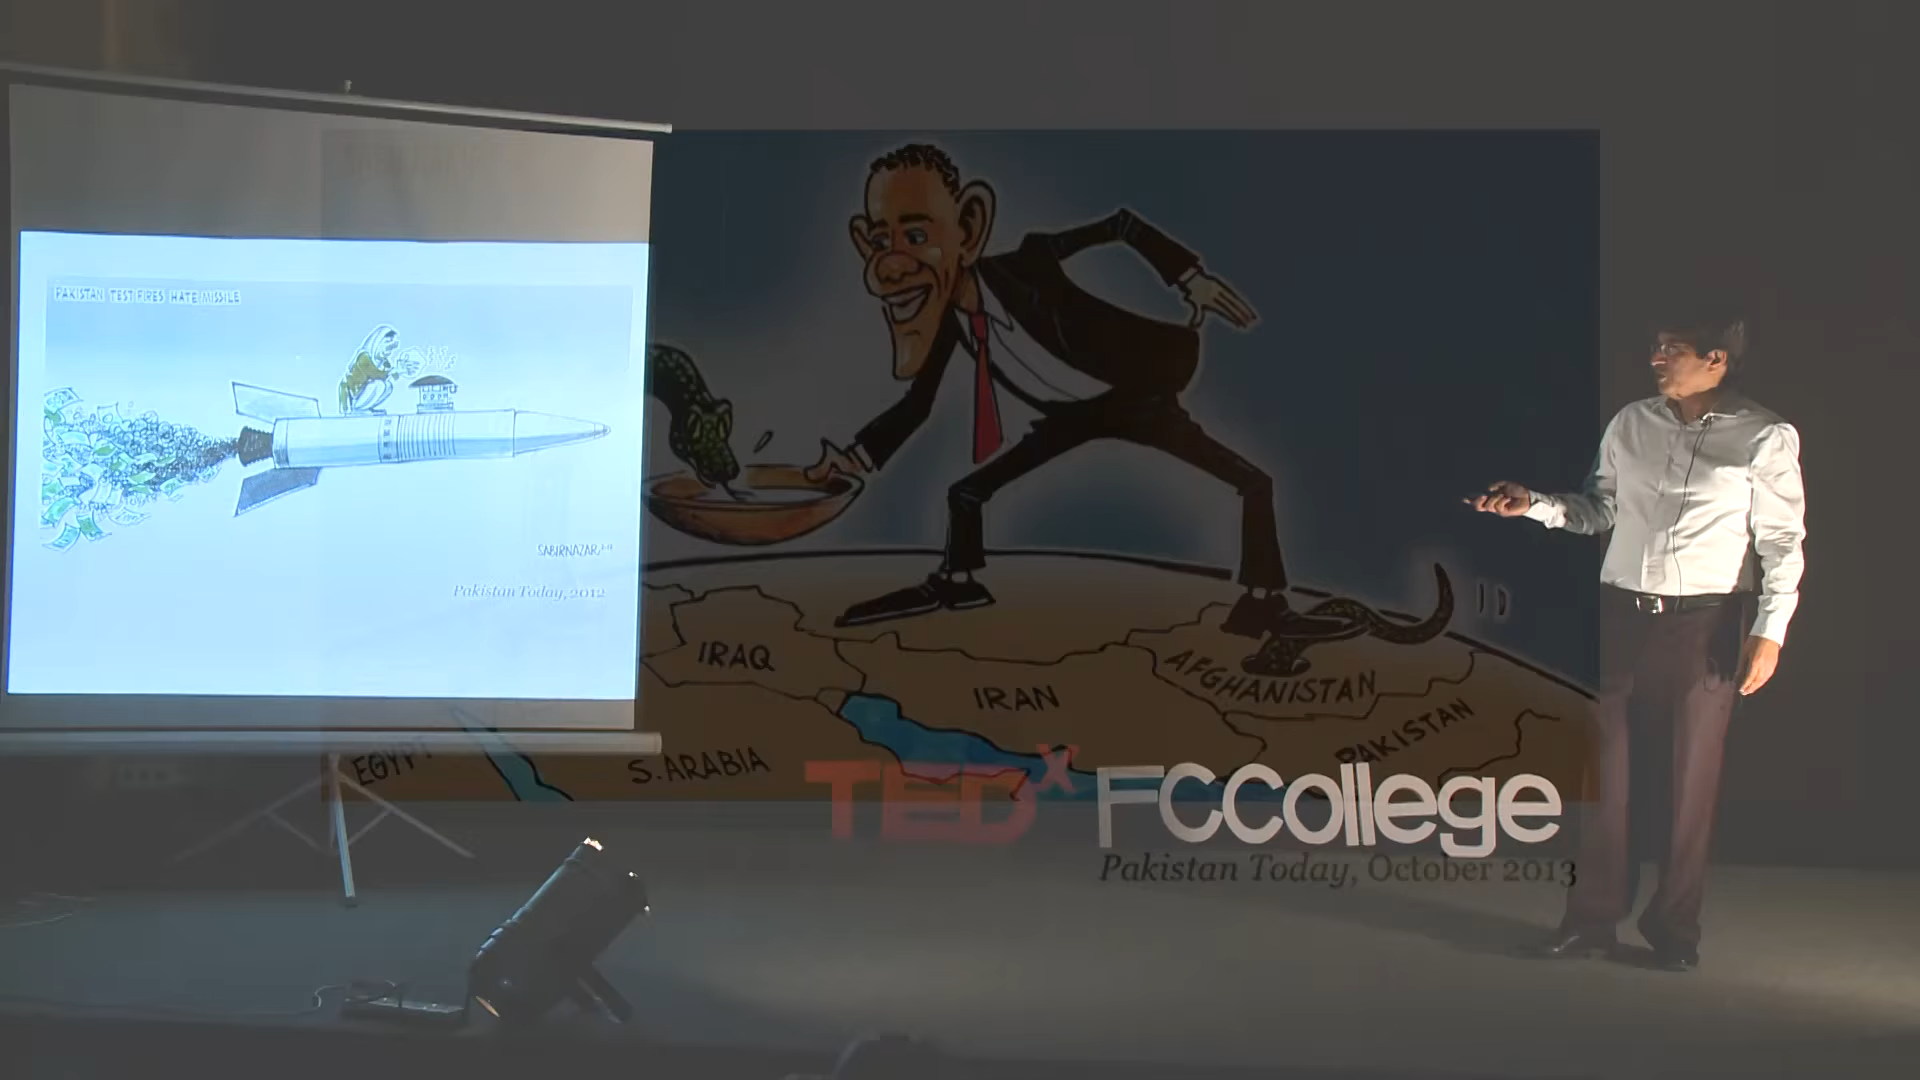 PAKISTAN TEST FIRES HATE MISSILE
SABIRNAZAR
Pakistan Today, 2012
IRAQ
IRAN
AFGHANISTAN
PAKISTAN
EGYPT
S.ARABIA
TEDx FCCollege
Pakistan Today, October 2013